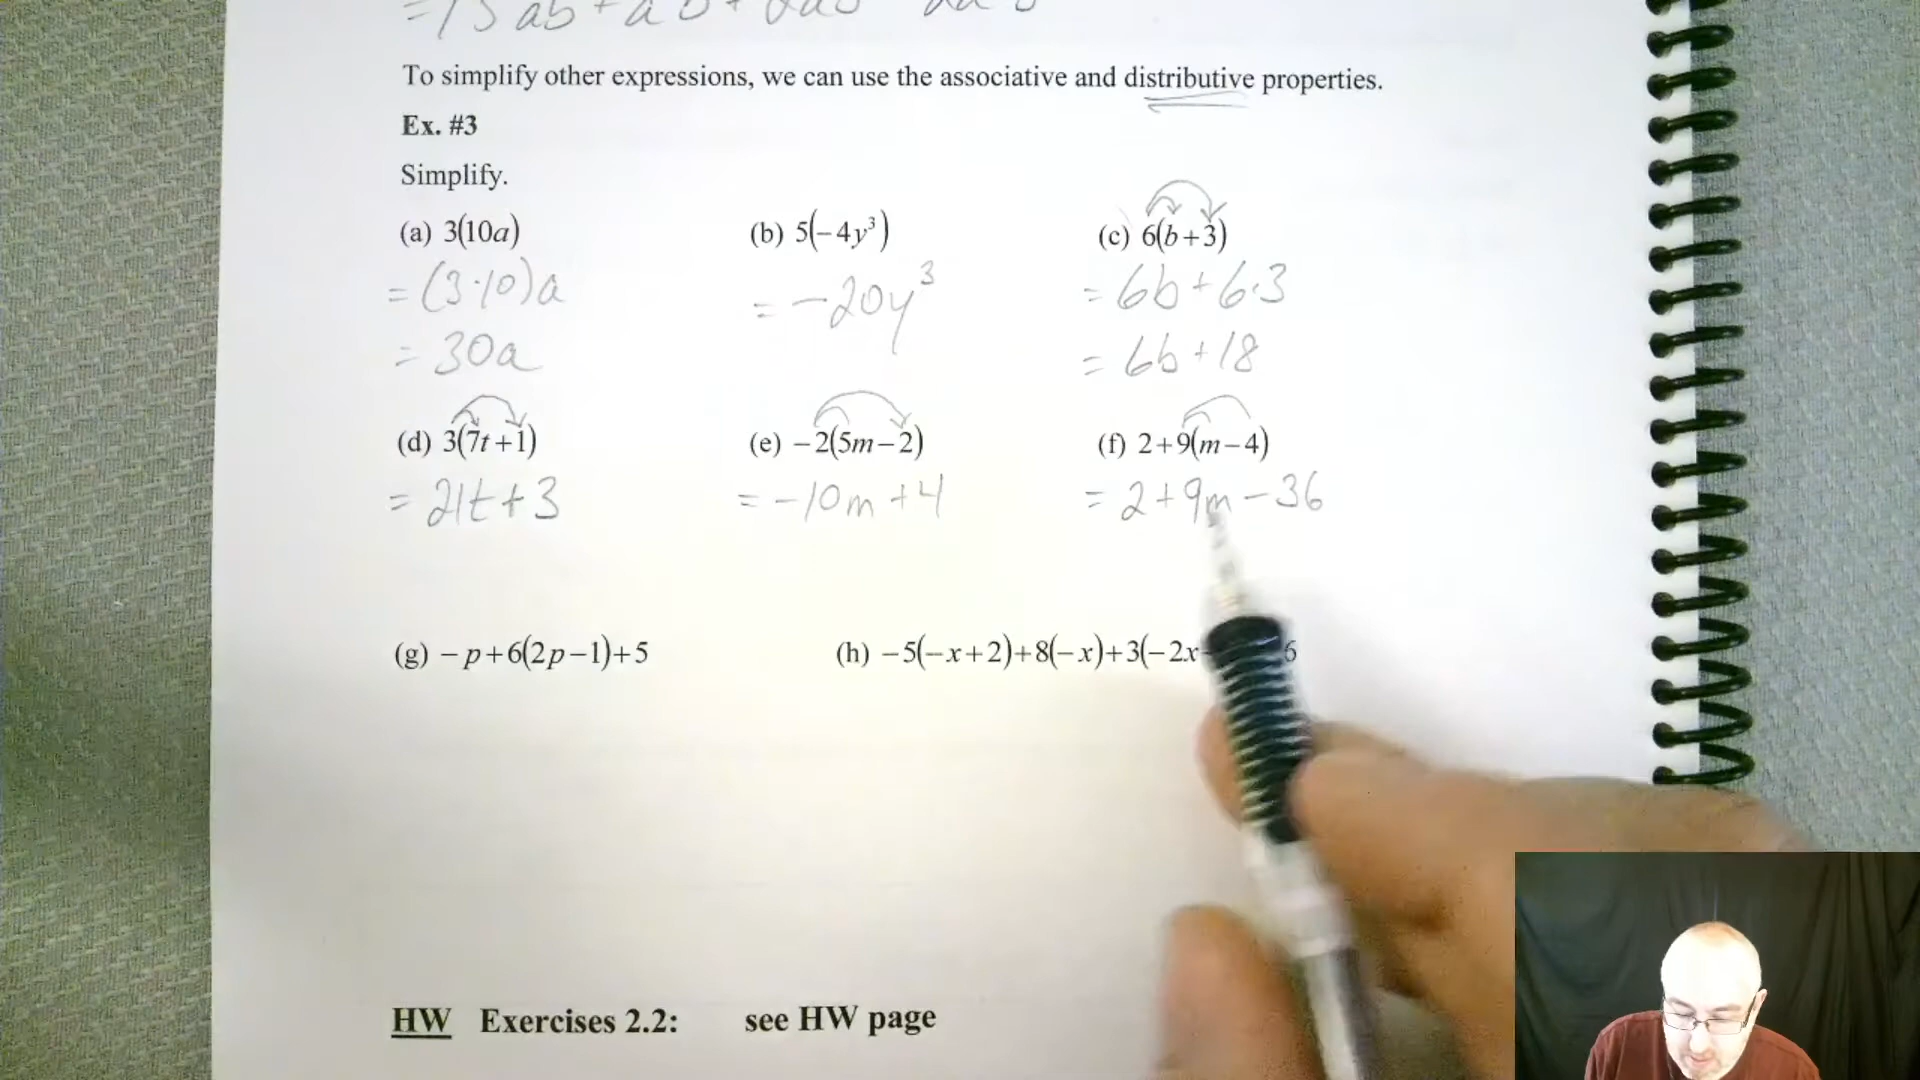 To simplify other expressions, we can use the associative and distributive properties.
Ex. #3
Simplify.
(a) 3(10a) (b) 5(−4y³) (c) 6(b+3)
= (3·10)a = −20y³ = 6b+6·3
= 30a = 6b+18
(d) 3(7t+1) (e) −2(5m−2) (f) 2+9(m−4)
= 21t+3 = −10m+4 = 2+9m−36
(g) −p+6(2p−1)+5 (h) −5(−x+2)+8(−x)+3(−2x 6
HW Exercises 2.2: see HW page